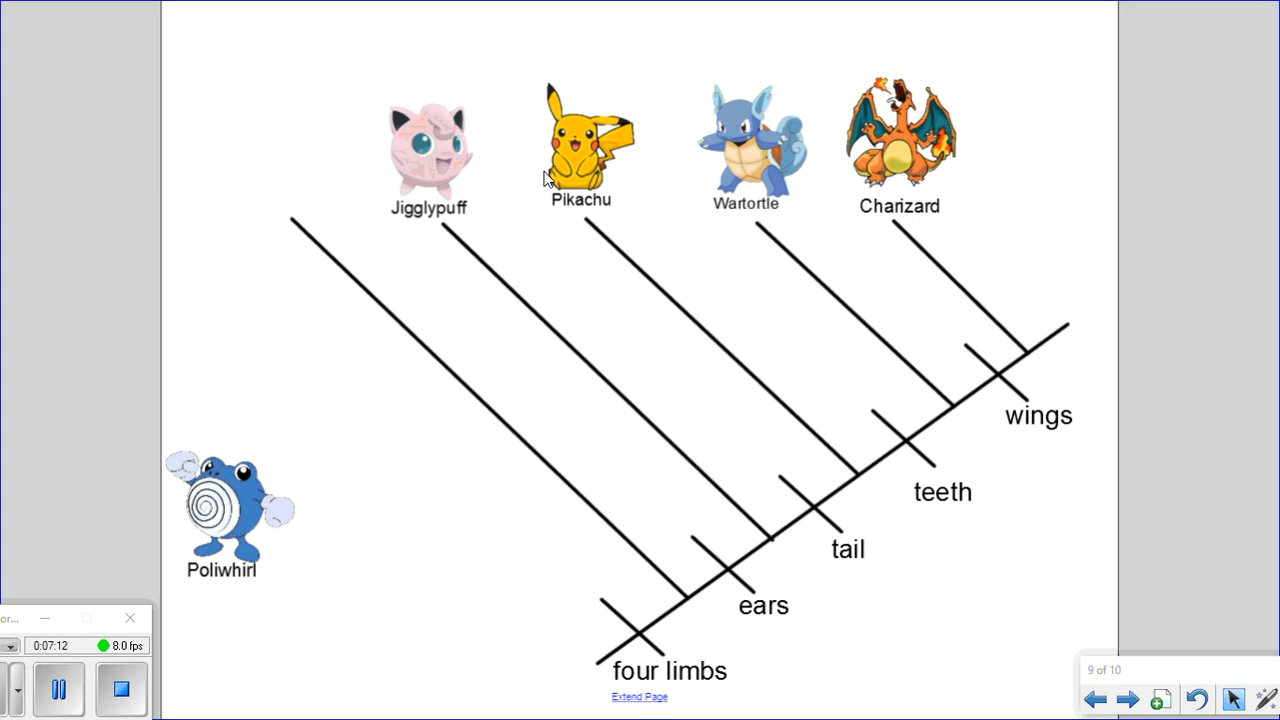 Jigglypuff
Pikachu
Wartortle
Charizard
wings
teeth
tail
ears
four limbs
Poliwhirl
Extend Page
or...
0:07:12
8.0 fps
9 of 10